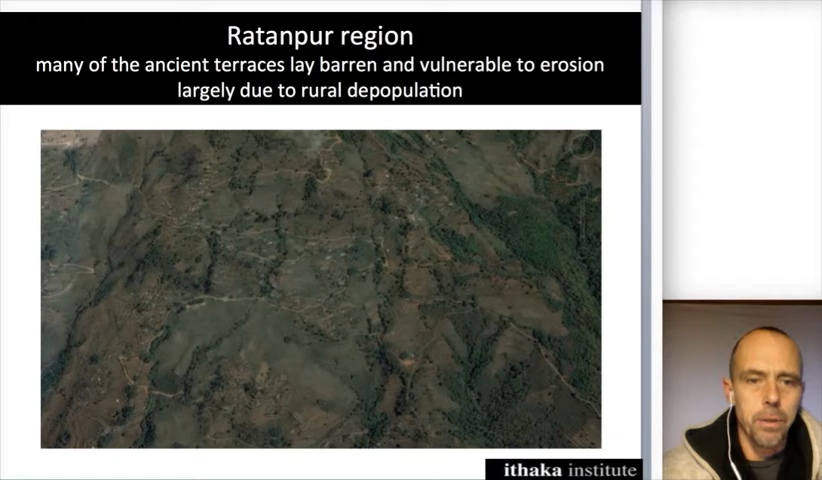 Ratanpur region
many of the ancient terraces lay barren and vulnerable to erosion
largely due to rural depopulation
ithaka institute